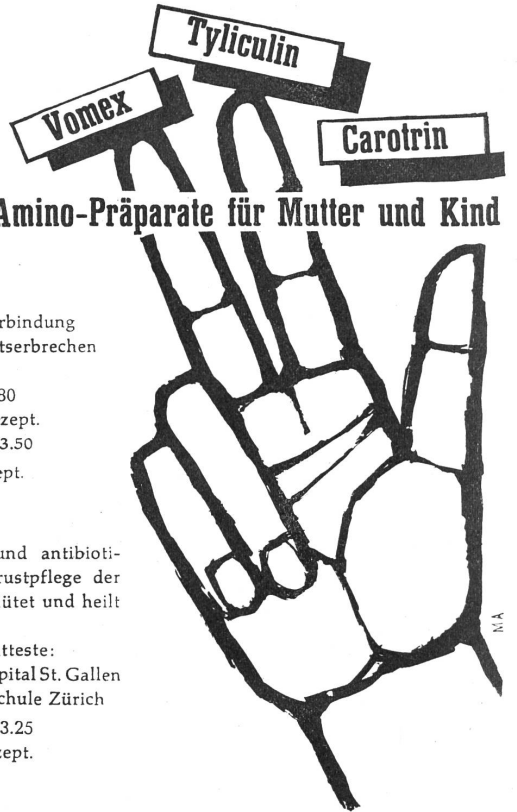 Tyliculin
Vomex
Carotrin
Amino-Präparate für Mutter und Kind
rbindung
tserbrechen
80
zept.
3.50
ept.
und antibioti-
rustpflege der
ütet und heilt
tteste:
pital St. Gallen
chule Zürich
3.25
zept.
MA